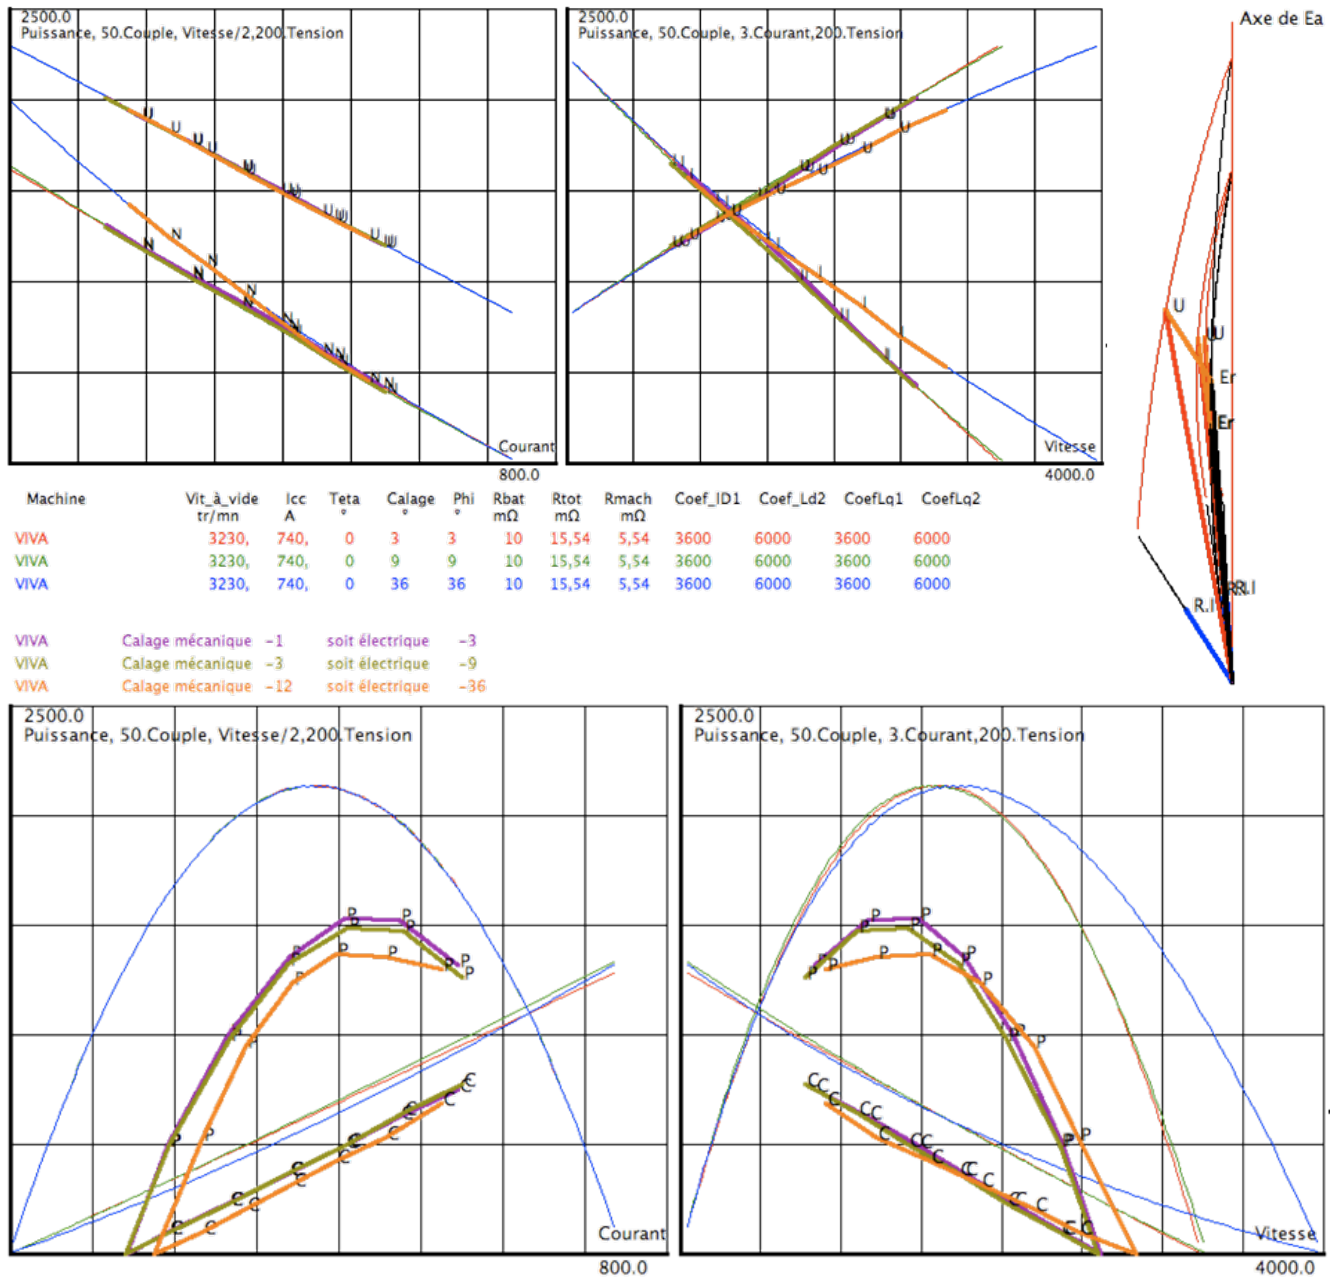 2500.0
Puissance, 50.Couple, Vitesse/2,200.Tension
U
U
U
U
U
U
U
U
U
N
N
N
N
N
N
N
N
N
N
Courant
800.0
2500.0
Puissance, 50.Couple, 3.Courant,200.Tension
U
U
U
U
U
U
U
I
I
I
I
I
Vitesse
4000.0
Axe de Ea
U
U
Er
Er
R.I
R.I
Machine Vit_à_vide Icc Teta Calage Phi Rbat Rtot Rmach Coef_lD1 Coef_Ld2 CoefLq1 CoefLq2
tr/mn A ° ° ° mΩ mΩ mΩ
VIVA 3230, 740, 0 3 3 10 15,54 5,54 3600 6000 3600 6000
VIVA 3230, 740, 0 9 9 10 15,54 5,54 3600 6000 3600 6000
VIVA 3230, 740, 0 36 36 10 15,54 5,54 3600 6000 3600 6000
VIVA Calage mécanique -1 soit électrique -3
VIVA Calage mécanique -3 soit électrique -9
VIVA Calage mécanique -12 soit électrique -36
2500.0
Puissance, 50.Couple, Vitesse/2,200.Tension
P
P
P
P
P
P
P
P
P
P
P
C
C
C
C
C
C
C
C
Courant
800.0
2500.0
Puissance, 50.Couple, 3.Courant,200.Tension
P
P
P
P
P
P
P
P
P
P
P
C
C
C
C
C
C
C
C
C
Vitesse
4000.0